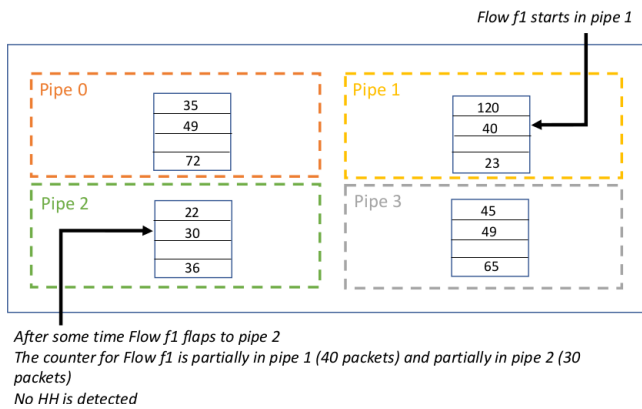 Flow f1 starts in pipe 1
Pipe 0
35
49
72
Pipe 1
120
40
23
Pipe 2
22
30
36
Pipe 3
45
49
65
After some time Flow f1 flaps to pipe 2
The counter for Flow f1 is partially in pipe 1 (40 packets) and partially in pipe 2 (30
packets)
No HH is detected